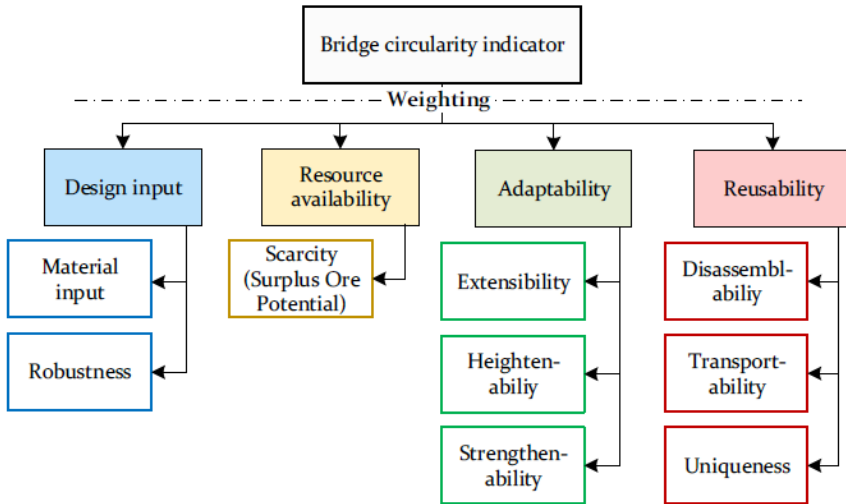 Bridge circularity indicator
Weighting
Design input
Resource
availability
Adaptability
Reusability
Material
input
Robustness
Scarcity
(Surplus Ore
Potential)
Extensibility
Heighten-
abiliy
Strengthen-
ability
Disassembl-
abiliy
Transport-
ability
Uniqueness